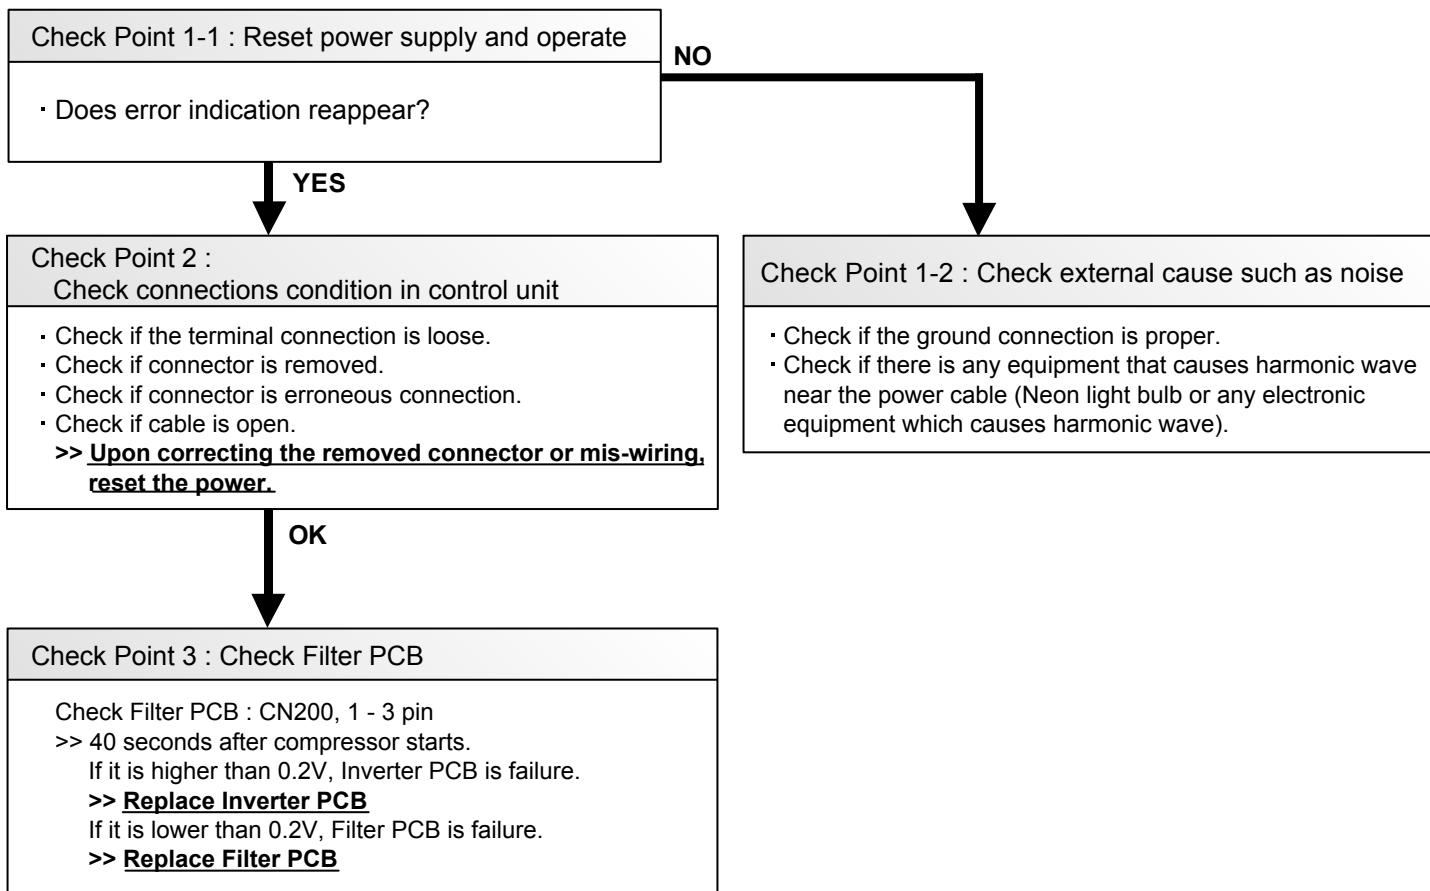 Check Point 1-1 : Reset power supply and operate
· Does error indication reappear?
NO
YES
Check Point 2 :
Check connections condition in control unit
· Check if the terminal connection is loose.
· Check if connector is removed.
· Check if connector is erroneous connection.
· Check if cable is open.
>> Upon correcting the removed connector or mis-wiring,
reset the power.
Check Point 1-2 : Check external cause such as noise
· Check if the ground connection is proper.
· Check if there is any equipment that causes harmonic wave
near the power cable (Neon light bulb or any electronic
equipment which causes harmonic wave).
OK
Check Point 3 : Check Filter PCB
Check Filter PCB : CN200, 1 - 3 pin
>> 40 seconds after compressor starts.
If it is higher than 0.2V, Inverter PCB is failure.
>> Replace Inverter PCB
If it is lower than 0.2V, Filter PCB is failure.
>> Replace Filter PCB